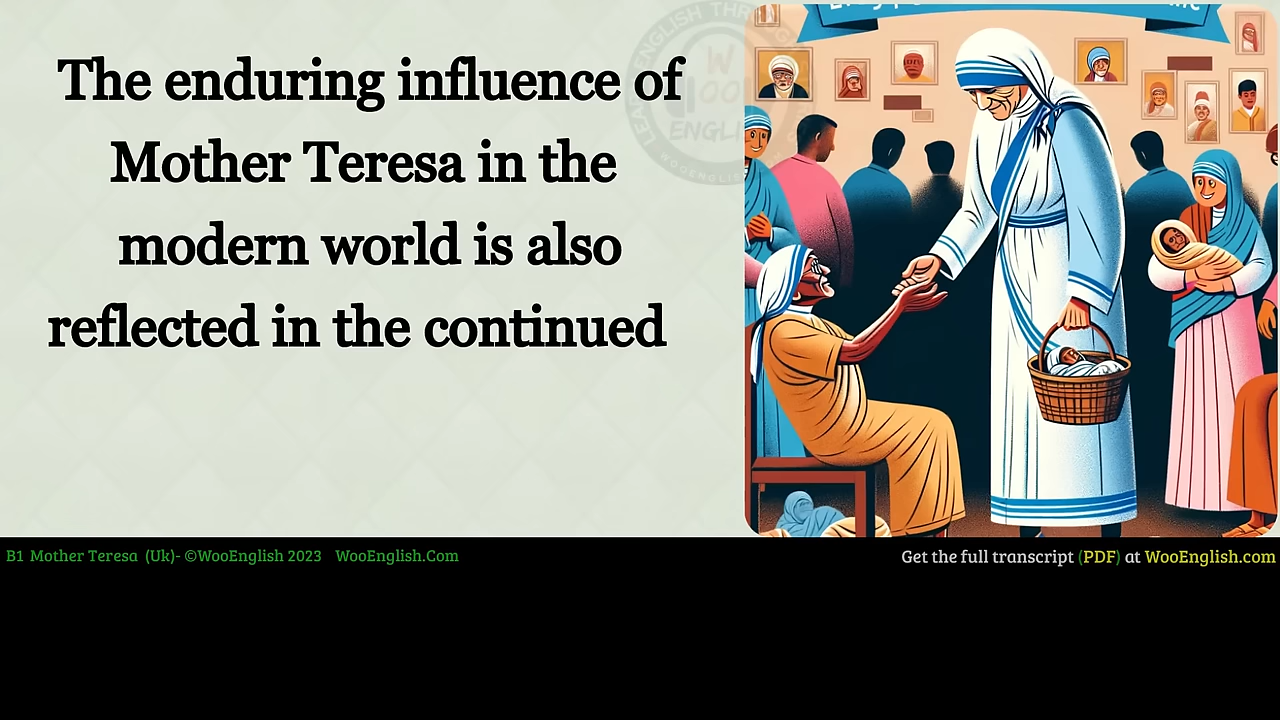 The enduring influence of
Mother Teresa in the
modern world is also
reflected in the continued
B1 Mother Teresa (Uk)- ©WooEnglish 2023 WooEnglish.Com
Get the full transcript (PDF) at WooEnglish.com